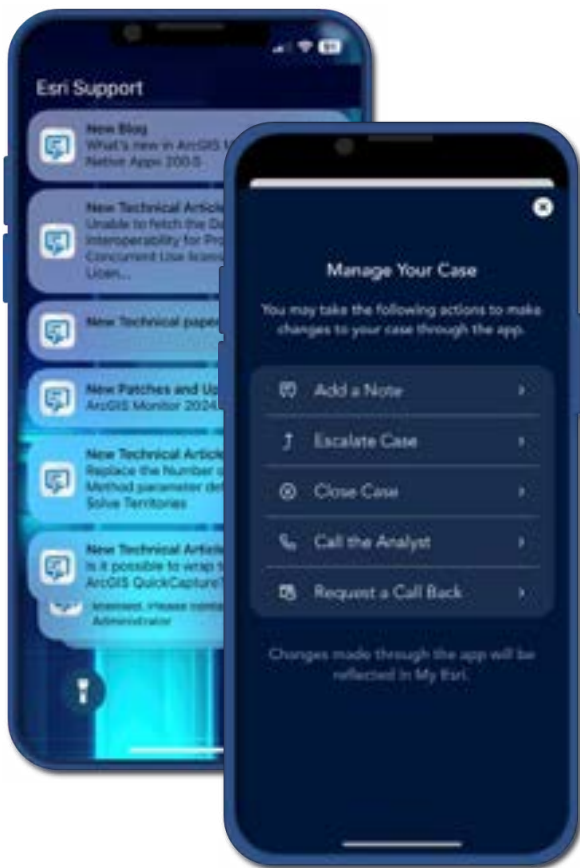 Esri Support
New Blog
What's new in ArcGIS
Native Apps 200.5
New Technical Article
Unable to fetch the Da
Interoperability for Pro
Concurrent Use licens
Licen...
New Technical paper
New Patches and Up
ArcGIS Monitor 2024
New Technical Article
Replace the Number o
Method parameter def
Solve Territories
New Technical Article
Is it possible to wrap t
ArcGIS QuickCapture?
Please conta
Administrator
Manage Your Case
You may take the following actions to make
changes to your case through the app.
Add a Note
Escalate Case
Close Case
Call the Analyst
Request a Call Back
Changes made through the app will be
reflected in My Esri.